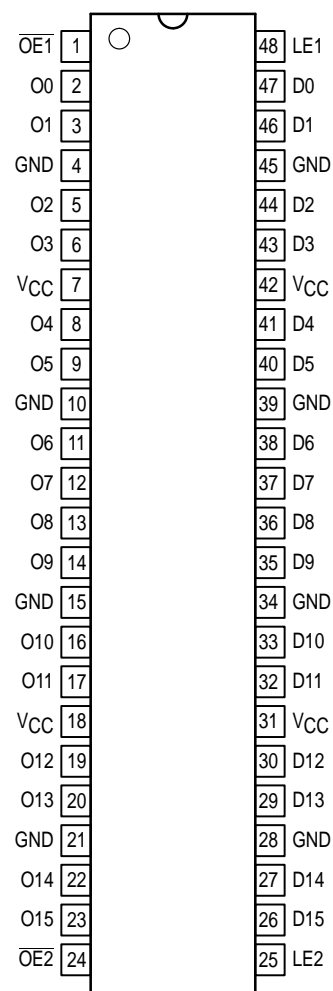 OE1 1 48 LE1
O0 2 47 D0
O1 3 46 D1
GND 4 45 GND
O2 5 44 D2
O3 6 43 D3
VCC 7 42 VCC
O4 8 41 D4
O5 9 40 D5
GND 10 39 GND
O6 11 38 D6
O7 12 37 D7
O8 13 36 D8
O9 14 35 D9
GND 15 34 GND
O10 16 33 D10
O11 17 32 D11
VCC 18 31 VCC
O12 19 30 D12
O13 20 29 D13
GND 21 28 GND
O14 22 27 D14
O15 23 26 D15
OE2 24 25 LE2